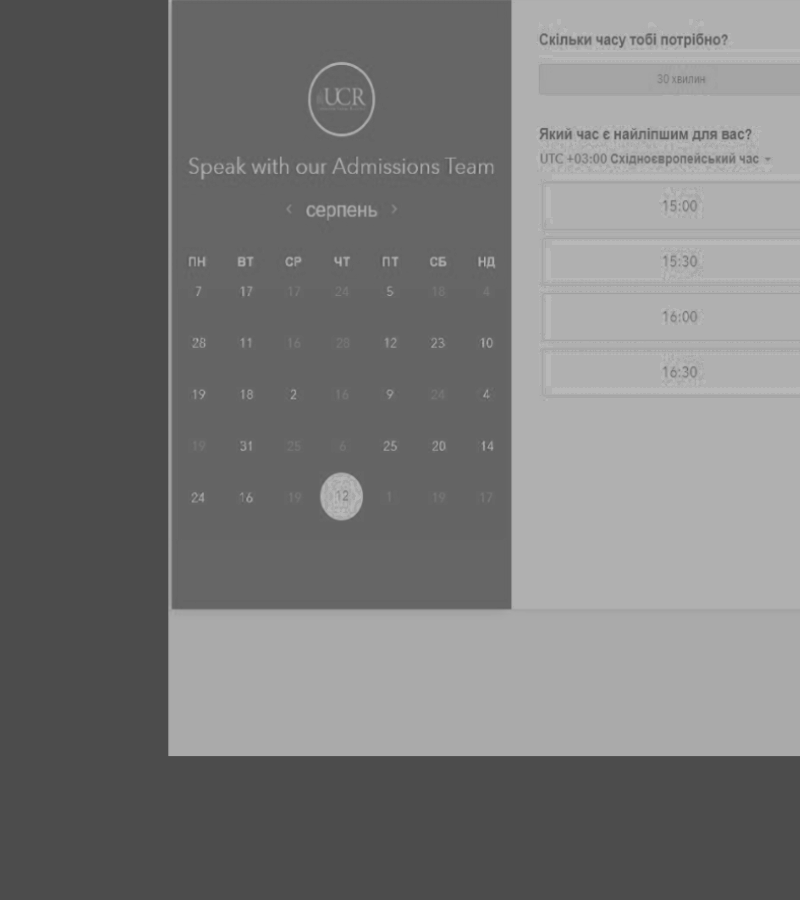 UCR
Speak with our Admissions Team
серпень
ПН ВТ СР ЧТ ПТ СБ НД
7 17 17 24 5 18 4
28 11 16 28 12 23 10
19 18 2 16 9 24 4
19 31 25 6 25 20 14
24 16 19 12 1 19 17
Скільки часу тобі потрібно?
30 хвилин
Який час є найліпшим для вас?
UTC +03:00 Східноєвропейський час
15:00
15:30
16:00
16:30